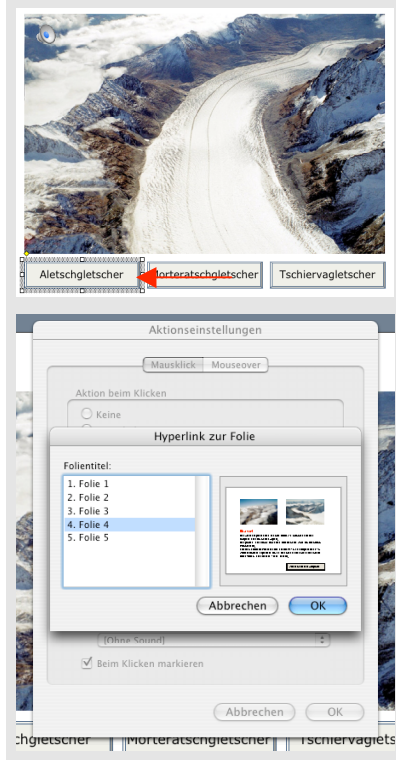 Aletschgletscher
Morteratschgletscher
Tschiervagletscher
Aktionseinstellungen
Mausklick Mouseover
Aktion beim Klicken
Keine
Hyperlink zur Folie
Folientitel:
1. Folie 1
2. Folie 2
3. Folie 3
4. Folie 4
5. Folie 5
Abbrechen OK
[Ohne Sound]
Beim Klicken markieren
Abbrechen OK
chgletscher Morteratschgletscher Tschiervaglets